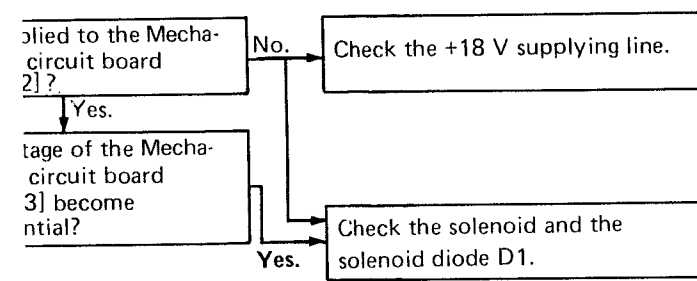 plied to the Mecha-
circuit board
2] ?
No.
Check the +18 V supplying line.
Yes.
tage of the Mecha-
circuit board
3] become
ntial?
Yes.
Check the solenoid and the
solenoid diode D1.